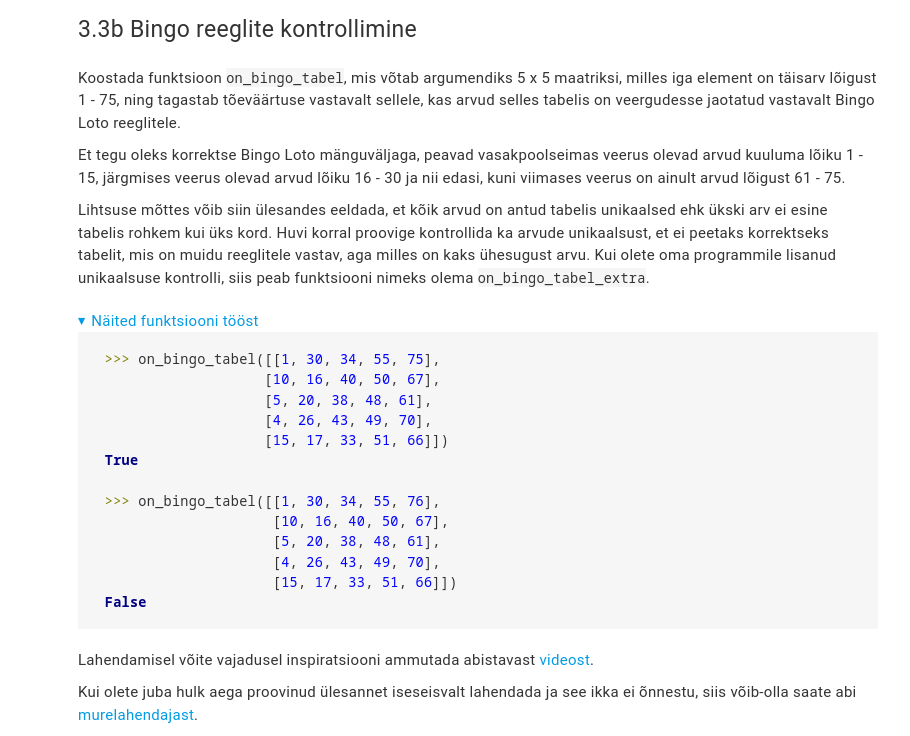 3.3b Bingo reeglite kontrollimine
Koostada funktsioon on_bingo_tabel, mis võtab argumendiks 5 x 5 maatriksi, milles iga element on täisarv lõigust
1 - 75, ning tagastab tõeväärtuse vastavalt sellele, kas arvud selles tabelis on veergudesse jaotatud vastavalt Bingo
Loto reeglitele.
Et tegu oleks korrektse Bingo Loto mänguväljaga, peavad vasakpoolseimas veerus olevad arvud kuuluma lõiku 1 -
15, järgmises veerus olevad arvud lõiku 16 - 30 ja nii edasi, kuni viimases veerus on ainult arvud lõigust 61 - 75.
Lihtsuse mõttes võib siin ülesandes eeldada, et kõik arvud on antud tabelis unikaalsed ehk ükski arv ei esine
tabelis rohkem kui üks kord. Huvi korral proovige kontrollida ka arvude unikaalsust, et ei peetaks korrektseks
tabelit, mis on muidu reeglitele vastav, aga milles on kaks ühesugust arvu. Kui olete oma programmile lisanud
unikaalsuse kontrolli, siis peab funktsiooni nimeks olema on_bingo_tabel_extra.
▾ Näited funktsiooni tööst
>>> on_bingo_tabel([[1, 30, 34, 55, 75],
[10, 16, 40, 50, 67],
[5, 20, 38, 48, 61],
[4, 26, 43, 49, 70],
[15, 17, 33, 51, 66]])
True
>>> on_bingo_tabel([[1, 30, 34, 55, 76],
[10, 16, 40, 50, 67],
[5, 20, 38, 48, 61],
[4, 26, 43, 49, 70],
[15, 17, 33, 51, 66]])
False
Lahendamisel võite vajadusel inspiratsiooni ammutada abistavast videost.
Kui olete juba hulk aega proovinud ülesannet iseseisvalt lahendada ja see ikka ei õnnestu, siis võib-olla saate abi
murelahendajast.